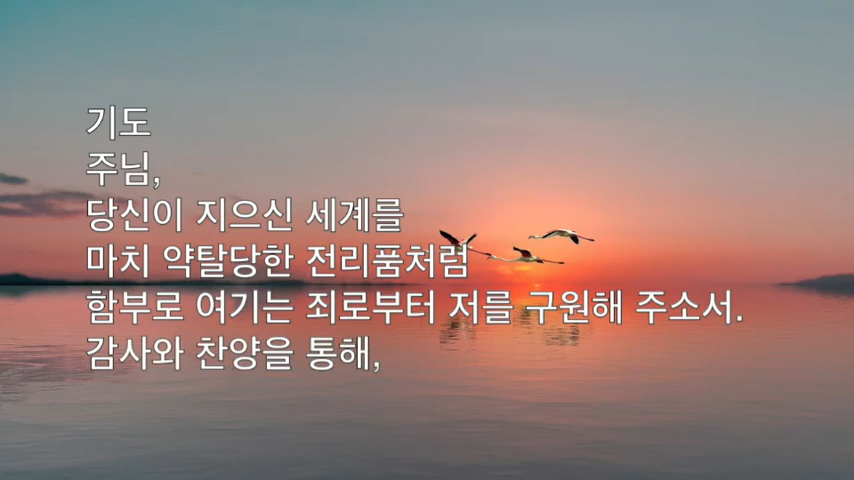 기도
주님,
당신이 지으신 세계를
마치 약탈당한 전리품처럼
함부로 여기는 죄로부터 저를 구원해 주소서.
감사와 찬양을 통해,